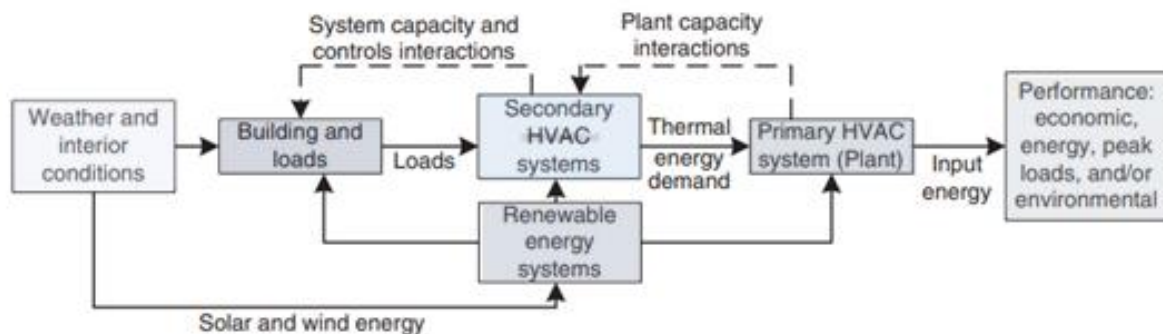 System capacity and
controls interactions
Plant capacity
interactions
Weather and
interior
conditions
Building and
loads
Loads
Secondary
HVAC
systems
Thermal
energy
demand
Primary HVAC
system (Plant)
Input
energy
Performance:
economic,
energy, peak
loads, and/or
environmental
Renewable
energy
systems
Solar and wind energy